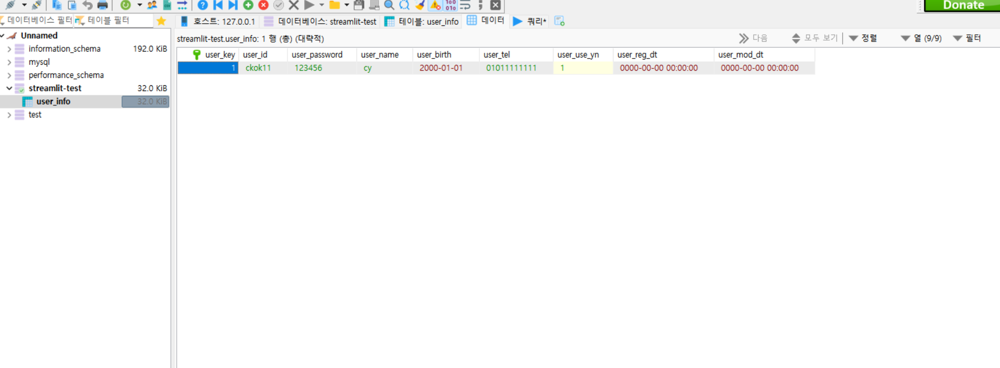 Donate
데이터베이스 필터 테이블 필터 호스트: 127.0.0.1 데이터베이스: streamlit-test 테이블: user_info 데이터 쿼리*
Unnamed
information_schema 192.0 KiB
mysql
performance_schema
streamlit-test 32.0 KiB
user_info 32.0 KiB
test
streamlit-test.user_info: 1 행 (총) (대략적) 다음 모두 보기 정렬 열 (9/9) 필터
user_key user_id user_password user_name user_birth user_tel user_use_yn user_reg_dt user_mod_dt
1 ckok11 123456 cy 2000-01-01 01011111111 1 0000-00-00 00:00:00 0000-00-00 00:00:00